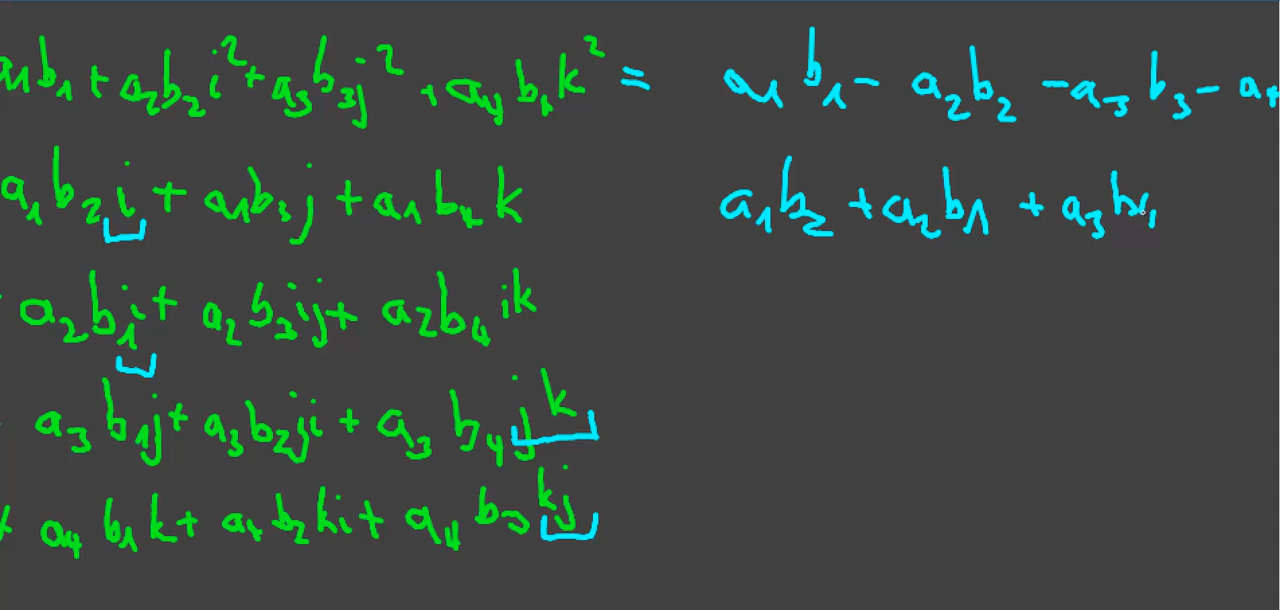 a₁b₁ + a₂b₂i² + a₃b₃j² + a₄b₄k² = a₁b₁ - a₂b₂ - a₃b₃ - a₄
a₁b₂i + a₁b₃j + a₁b₄k a₁b₂ + a₂b₁ + a₃b₄
a₂b₁i + a₂b₃ij + a₂b₄ik
a₃b₁j + a₃b₂ji + a₃b₄jk
+ a₄b₁k + a₄b₂ki + a₄b₃kj